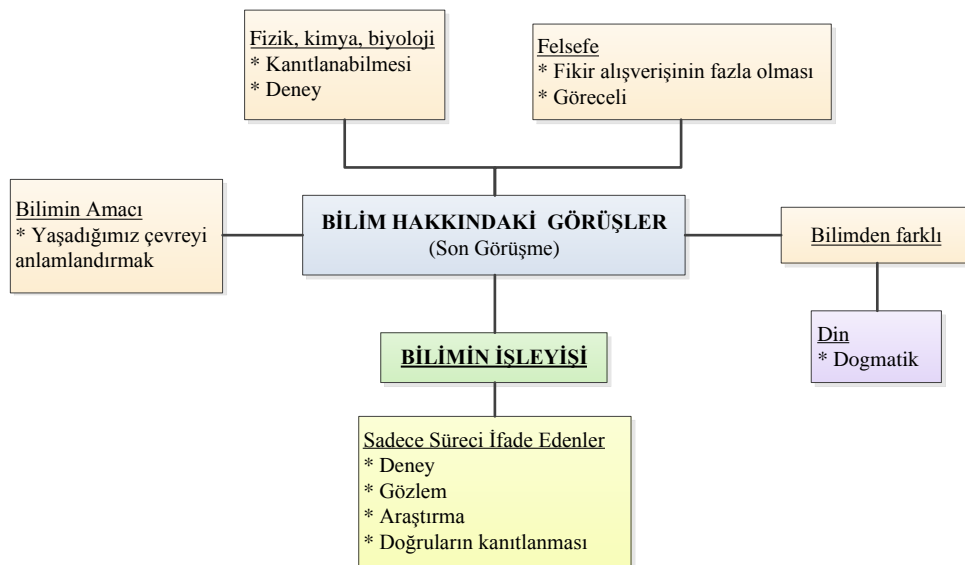 Fizik, kimya, biyoloji
* Kanıtlanabilmesi
* Deney
Felsefe
* Fikir alışverişinin fazla olması
* Göreceli
Bilimin Amacı
* Yaşadığımız çevreyi
anlamlandırmak
BİLİM HAKKINDAKİ GÖRÜŞLER
(Son Görüşme)
Bilimden farklı
Din
* Dogmatik
BİLİMİN İŞLEYİŞİ
Sadece Süreci İfade Edenler
* Deney
* Gözlem
* Araştırma
* Doğruların kanıtlanması